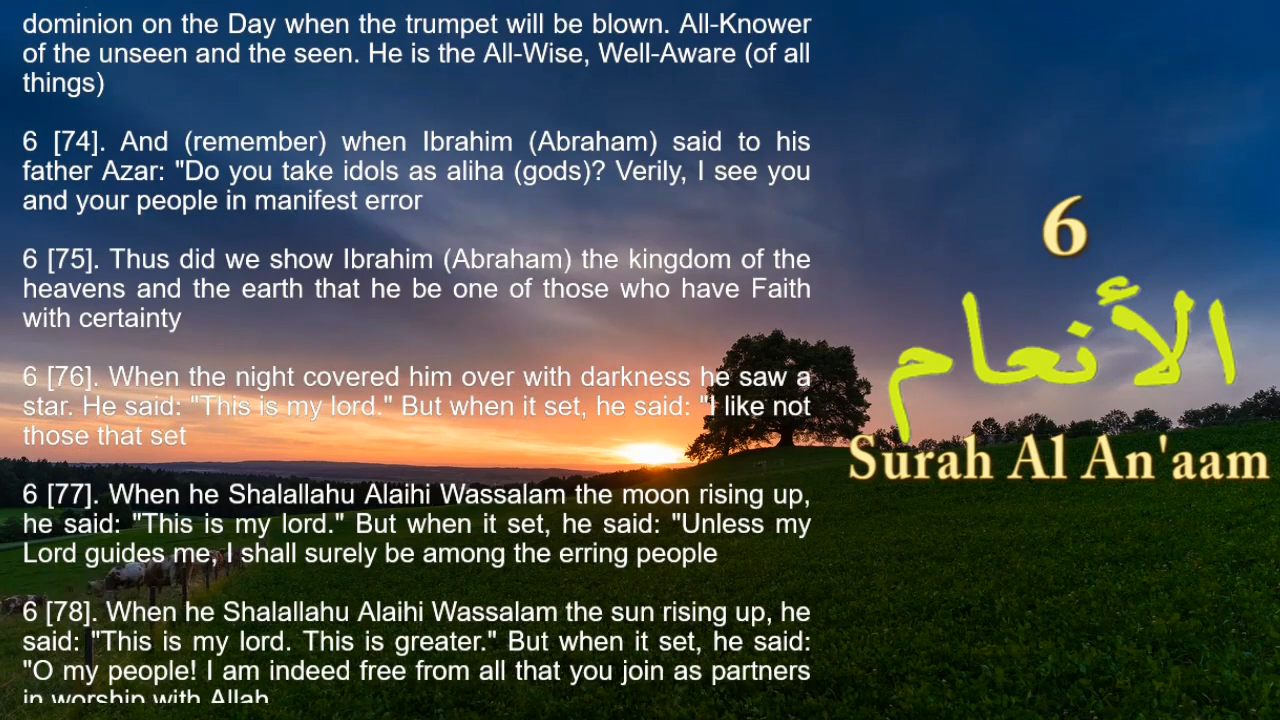 dominion on the Day when the trumpet will be blown. All-Knower
of the unseen and the seen. He is the All-Wise, Well-Aware (of all
things)
6 [74]. And (remember) when Ibrahim (Abraham) said to his
father Azar: "Do you take idols as aliha (gods)? Verily, I see you
and your people in manifest error
6 [75]. Thus did we show Ibrahim (Abraham) the kingdom of the
heavens and the earth that he be one of those who have Faith
with certainty
6 [76]. When the night covered him over with darkness he saw a
star. He said: "This is my lord." But when it set, he said: "I like not
those that set
6 [77]. When he Shalallahu Alaihi Wassalam the moon rising up,
he said: "This is my lord." But when it set, he said: "Unless my
Lord guides me, I shall surely be among the erring people
6 [78]. When he Shalallahu Alaihi Wassalam the sun rising up, he
said: "This is my lord. This is greater." But when it set, he said:
"O my people! I am indeed free from all that you join as partners
in worship with Allah
6
الأنعام
Surah Al An'aam